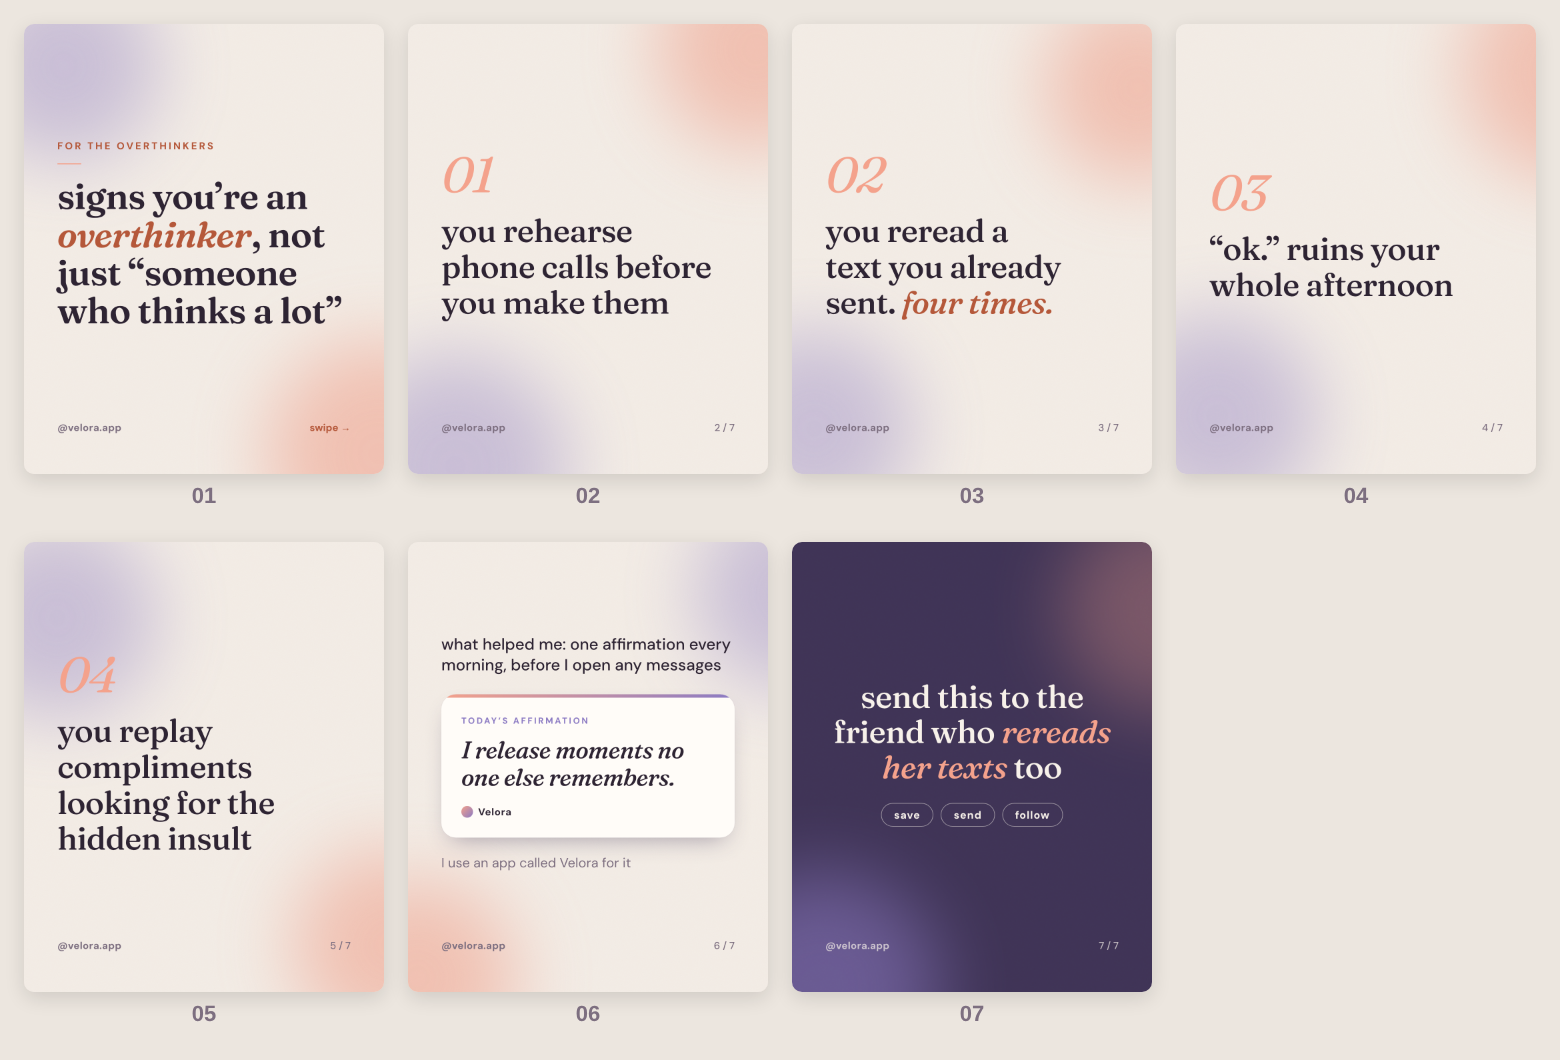 FOR THE OVERTHINKERS
signs you’re an
overthinker, not
just “someone
who thinks a lot”
@velora.app
swipe →
01
01
you rehearse
phone calls before
you make them
@velora.app
2 / 7
02
02
you reread a
text you already
sent. four times.
@velora.app
3 / 7
03
03
“ok.” ruins your
whole afternoon
@velora.app
4 / 7
04
04
you replay
compliments
looking for the
hidden insult
@velora.app
5 / 7
05
what helped me: one affirmation every
morning, before I open any messages
TODAY’S AFFIRMATION
I release moments no
one else remembers.
Velora
I use an app called Velora for it
@velora.app
6 / 7
06
send this to the
friend who rereads
her texts too
save send follow
@velora.app
7 / 7
07